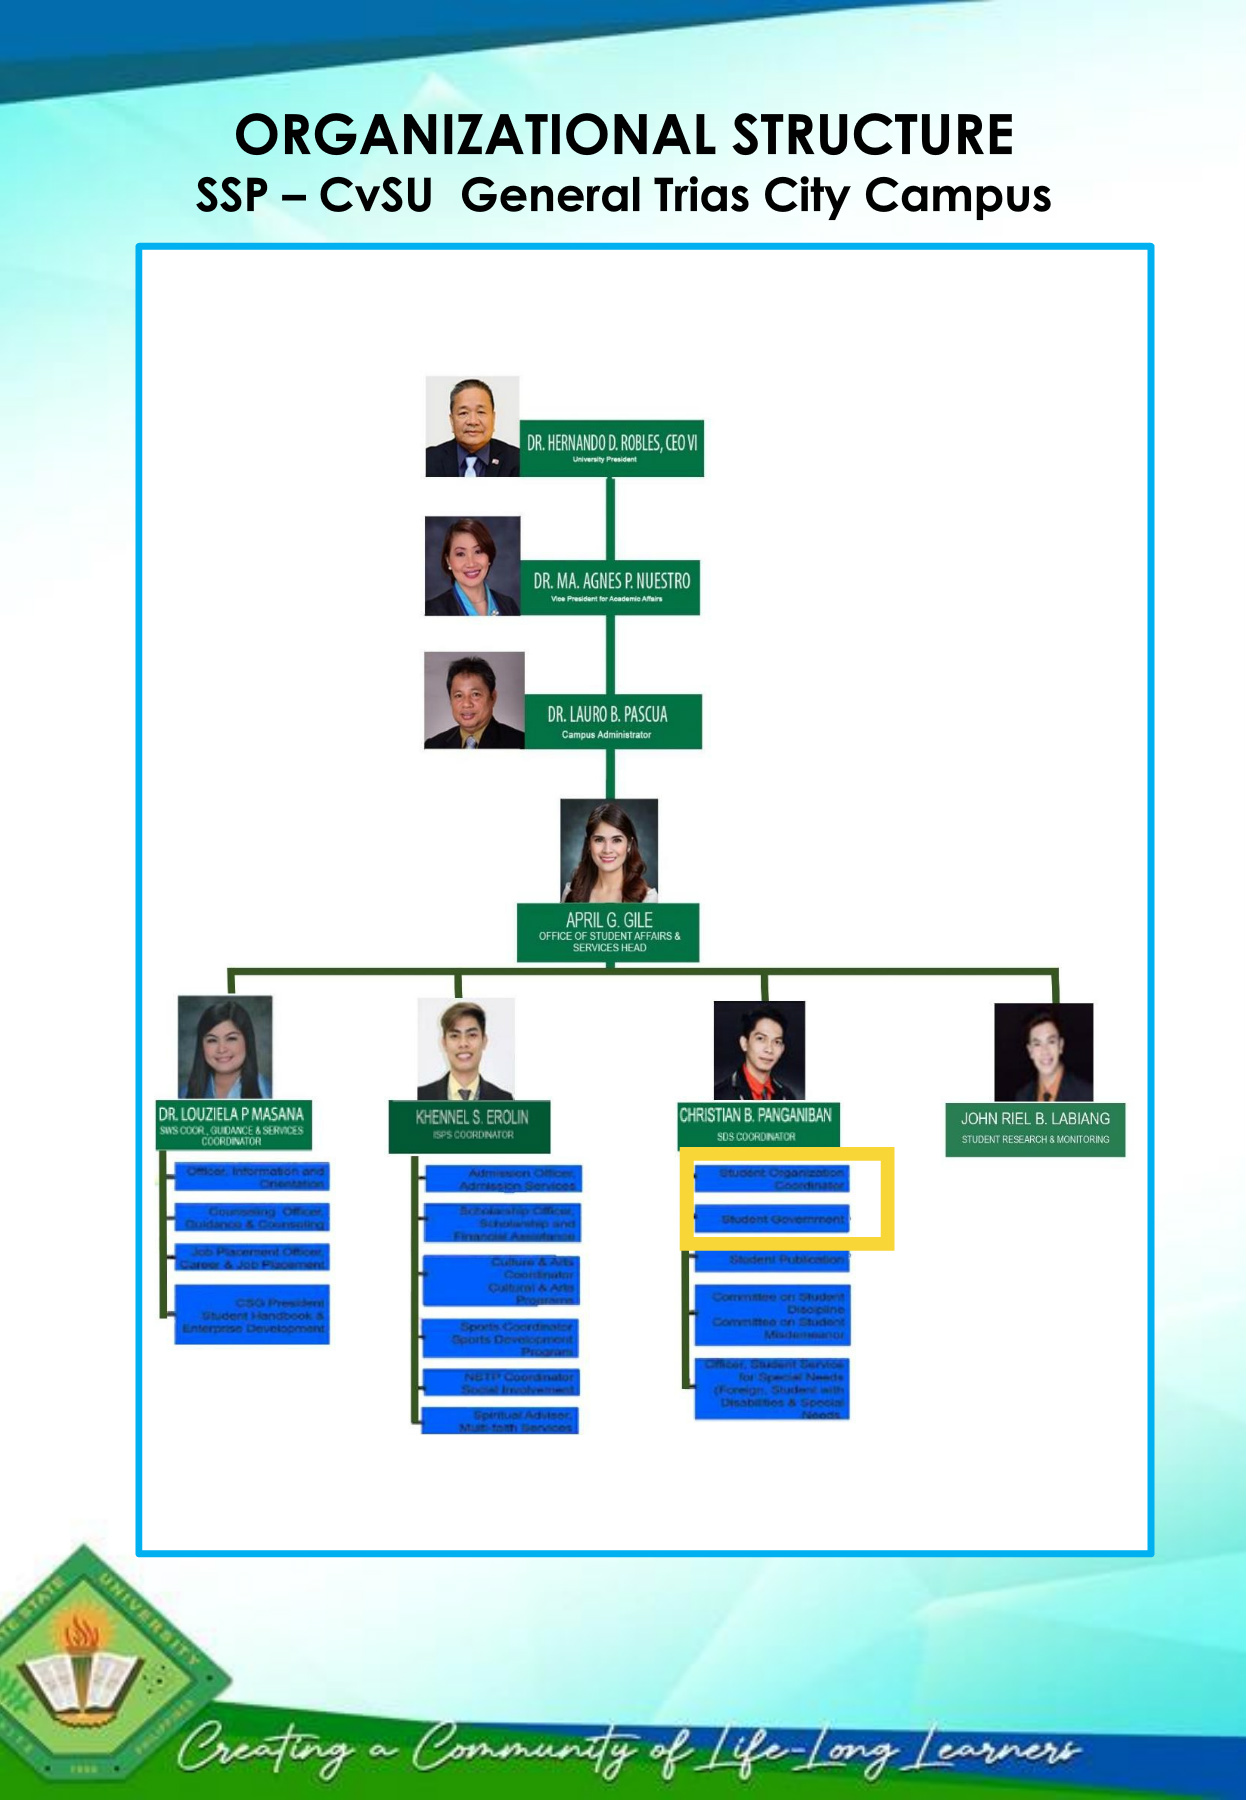 ORGANIZATIONAL STRUCTURE
SSP – CvSU General Trias City Campus
DR. HERNANDO D. ROBLES, CEO VI
University President
DR. MA. AGNES P. NUESTRO
Vice President for Academic Affairs
DR. LAURO B. PASCUA
Campus Administrator
APRIL G. GILE
OFFICE OF STUDENT AFFAIRS &
SERVICES HEAD
DR. LOUZIELA P MASANA
SWS COOR., GUIDANCE & SERVICES
COORDINATOR
Officer, Information and
Orientation
Counseling Officer,
Guidance & Counseling
Job Placement Officer,
Career & Job Placement
CSG President
Student Handbook &
Enterprise Development
KHENNEL S. EROLIN
ISPS COORDINATOR
Admission Officer,
Admission Services
Scholarship Officer,
Scholarship and
Financial Assistance
Culture & Arts
Coordinator
Cultural & Arts
Programs
Sports Coordinator
Sports Development
Program
NSTP Coordinator
Social Involvement
Spiritual Adviser,
Multi-faith Services
CHRISTIAN B. PANGANIBAN
SDS COORDINATOR
Student Organization
Coordinator
Student Government
Student Publication
Committee on Student
Discipline
Committee on Student
Misdemeanor
Officer, Student Service
for Special Needs
(Foreign, Student with
Disabilities & Special
Needs
JOHN RIEL B. LABIANG
STUDENT RESEARCH & MONITORING
STATE UNIVERSITY
PHILIPPINES
1906
Creating a Community of Life-Long Learners